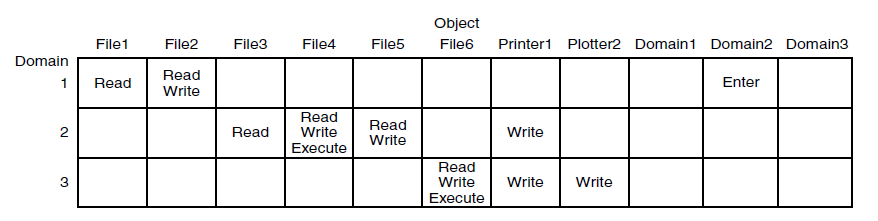 Object
File1 File2 File3 File4 File5 File6 Printer1 Plotter2 Domain1 Domain2 Domain3
Domain
1 Read Read Write Enter
2 Read Read Write Execute Read Write Write
3 Read Write Execute Write Write